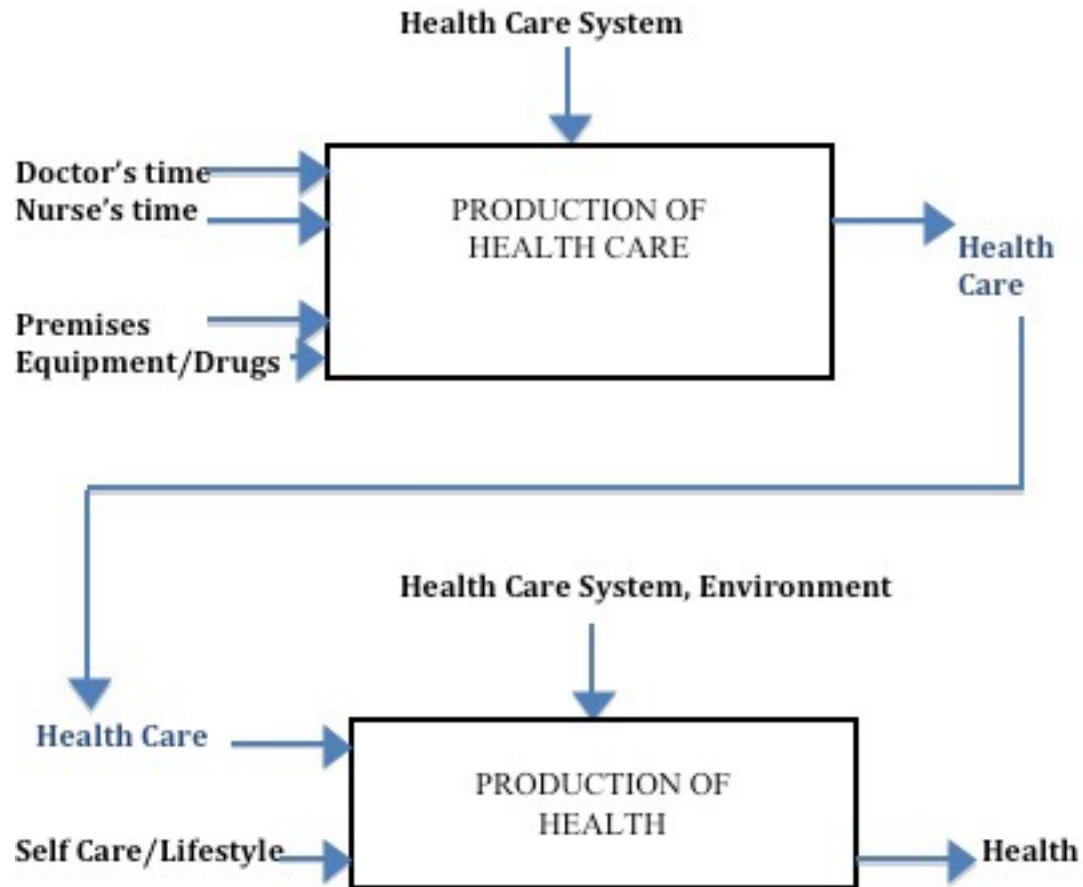 Health Care System
Doctor's time
Nurse's time
PRODUCTION OF
HEALTH CARE
Health
Care
Premises
Equipment/Drugs
Health Care System, Environment
Health Care
PRODUCTION OF
HEALTH
Self Care/Lifestyle
Health